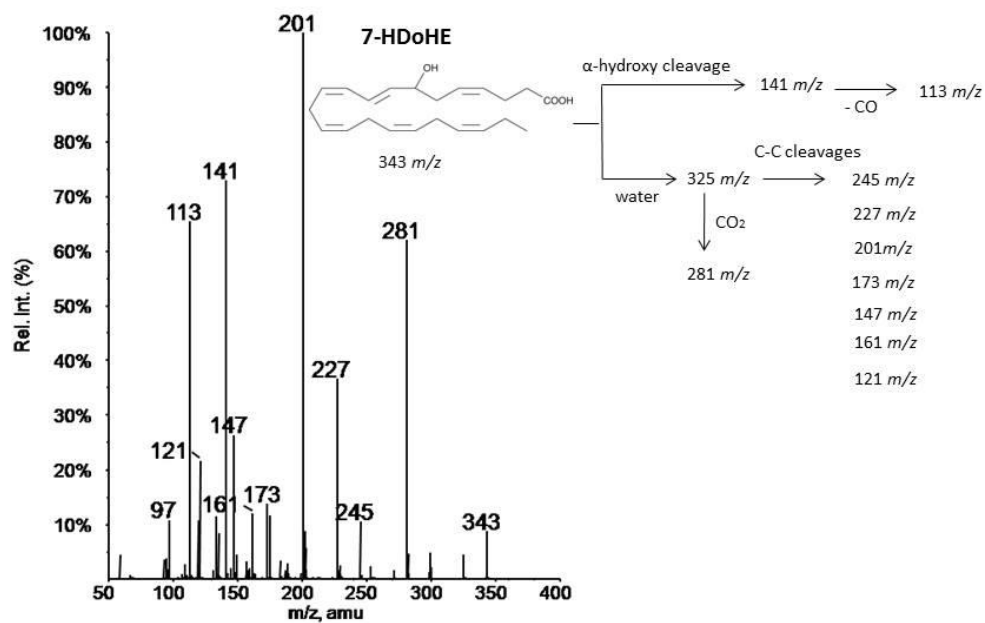 7-HDoHE
OH
COOH
343 m/z
α-hydroxy cleavage
141 m/z
- CO
113 m/z
water
325 m/z
C-C cleavages
CO₂
281 m/z
245 m/z
227 m/z
201m/z
173 m/z
147 m/z
161 m/z
121 m/z
Rel. Int. (%)
100%
90%
80%
70%
60%
50%
40%
30%
20%
10%
201
141
113
281
227
147
121
97
161
173
245
343
50
100
150
200
250
300
350
400
m/z, amu